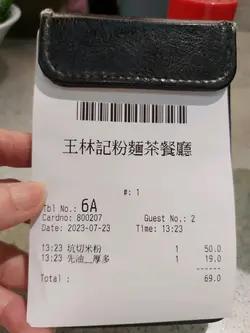 王林記粉麵茶餐廳
#: 1
Tbl No.: 6A
Cardno: 800207 Guest No.: 2
Date: 2023-07-23 Time: 13:23
13:23 坑切米粉 1 50.0
13:23 先油__厚多 1 19.0
Total : 69.0